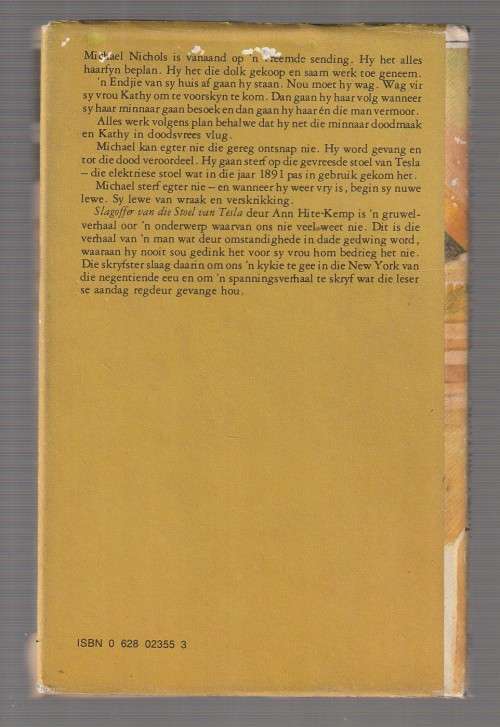 Michael Nichols is vanaand op 'n vreemde sending. Hy het alles
haarfyn beplan. Hy het die dolk gekoop en saam werk toe geneem.
'n Endjie van sy huis af gaan hy staan. Nou moet hy wag. Wag vir
sy vrou Kathy om te voorskyn te kom. Dan gaan hy haar volg wanneer
sy haar minnaar gaan besoek en dan gaan hy haar én die man vermoor.
Alles werk volgens plan behalwe dat hy net die minnaar doodmaak
en Kathy in doodsvrees vlug.
Michael kan egter nie die gereg ontsnap nie. Hy word gevang en
tot die dood veroordeel. Hy gaan sterf op die gevreesde stoel van Tesla
– die elektriese stoel wat in die jaar 1891 pas in gebruik gekom het.
Michael sterf egter nie – en wanneer hy weer vry is, begin sy nuwe
lewe. Sy lewe van wraak en verskrikking.
Slagoffer van die Stoel van Tesla deur Ann Hite-Kemp is 'n gruwel-
verhaal oor 'n onderwerp waarvan ons nie veel weet nie. Dit is die
verhaal van 'n man wat deur omstandighede in dade gedwing word,
waaraan hy nooit sou gedink het voor sy vrou hom bedrieg het nie.
Die skryfster slaag daarin om ons 'n kykie te gee in die New York van
die negentiende eeu en om 'n spanningsverhaal te skryf wat die leser
se aandag regdeur gevange hou.
ISBN 0 628 02355 3